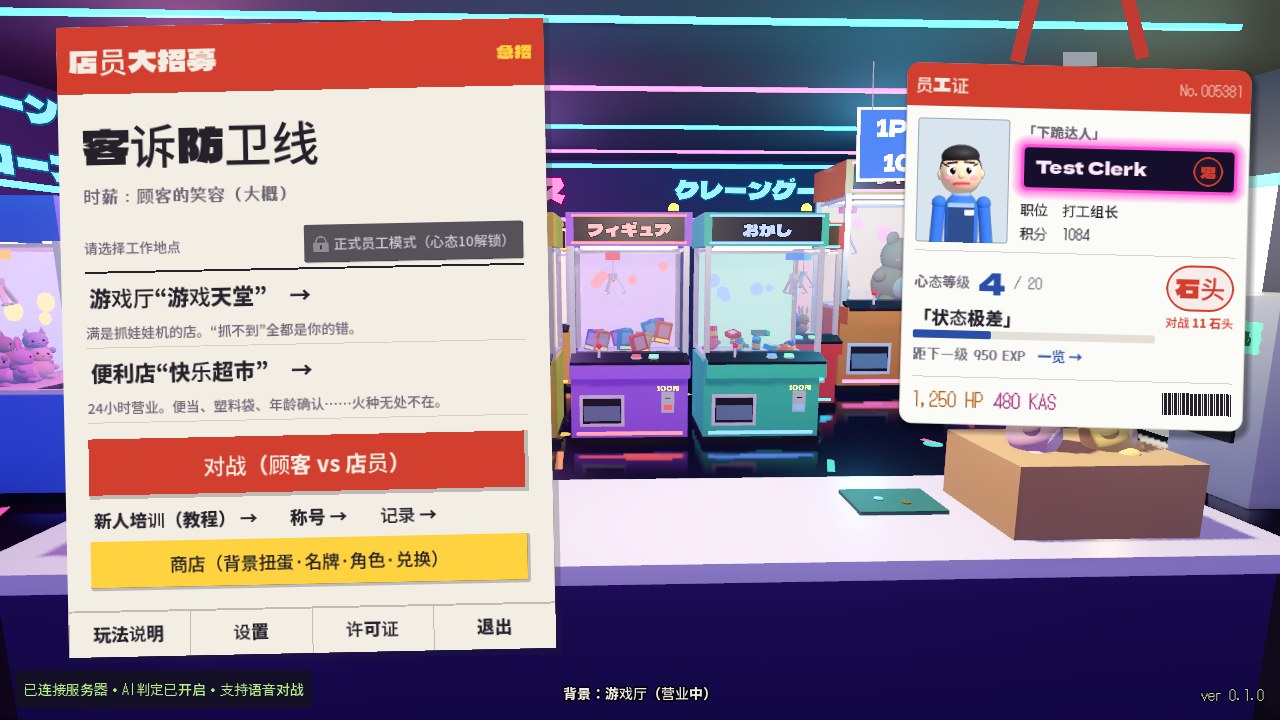 店员大招募
急招
客诉防卫线
时薪：顾客的笑容（大概）
请选择工作地点
正式员工模式（心态10解锁）
游戏厅“游戏天堂” →
满是抓娃娃机的店。“抓不到”全都是你的错。
便利店“快乐超市” →
24小时营业。便当、塑料袋、年龄确认……火种无处不在。
对战（顾客 vs 店员）
新人培训（教程）→ 称号→ 记录→
商店（背景扭蛋·名牌·角色·兑换）
玩法说明 设置 许可证 退出
已连接服务器・AI判定已开启・支持语音对战
クレーンゲー
フィギュア
おかし
100円
100円
1P
10
员工证
No.005381
「下跪达人」
Test Clerk
职位 打工组长
积分 1084
心态等级 4 / 20
石头
「状态极差」
对战 11 石头
距下一级 950 EXP 一览→
1,250 HP 480 KAS
背景：游戏厅（营业中）
ver 0.1.0